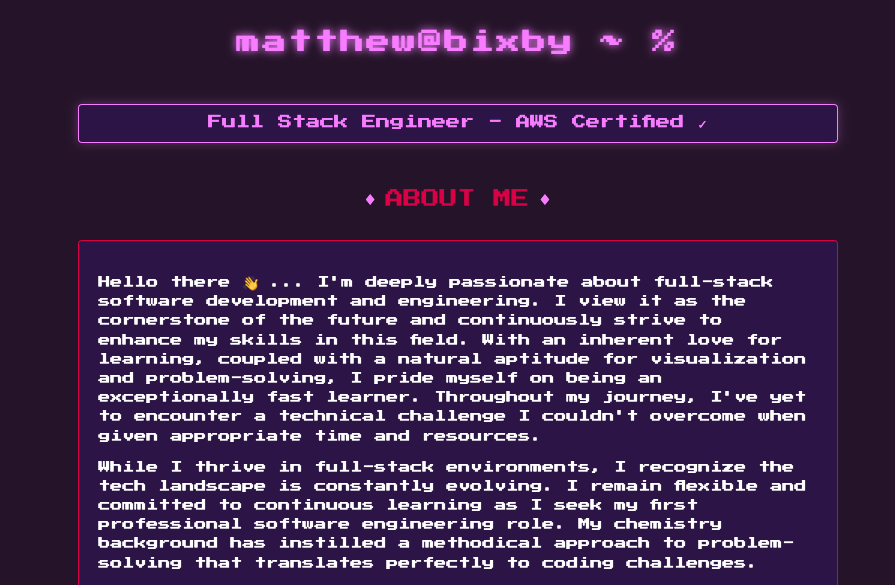 matthew@bixby ~ %
Full Stack Engineer - AWS Certified ✓
♦ ABOUT ME ♦
Hello there 👋 ... I'm deeply passionate about full-stack
software development and engineering. I view it as the
cornerstone of the future and continuously strive to
enhance my skills in this field. With an inherent love for
learning, coupled with a natural aptitude for visualization
and problem-solving, I pride myself on being an
exceptionally fast learner. Throughout my journey, I've yet
to encounter a technical challenge I couldn't overcome when
given appropriate time and resources.
While I thrive in full-stack environments, I recognize the
tech landscape is constantly evolving. I remain flexible and
committed to continuous learning as I seek my first
professional software engineering role. My chemistry
background has instilled a methodical approach to problem-
solving that translates perfectly to coding challenges.